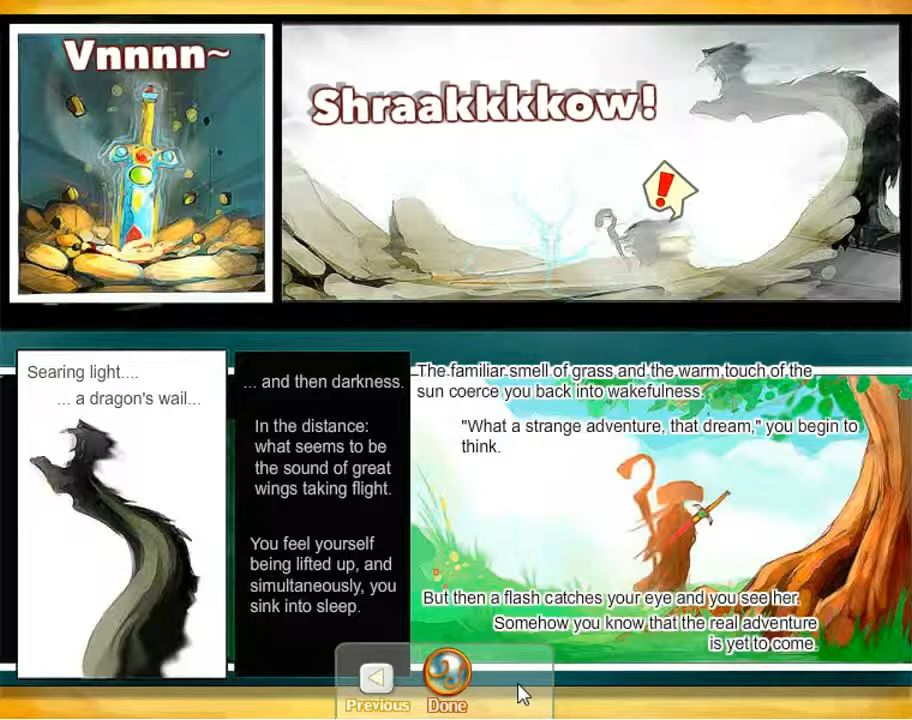 Vnnnn~
Shraakkkkow!
!
Searing light....
... a dragon's wail...
... and then darkness.
In the distance:
what seems to be
the sound of great
wings taking flight.
You feel yourself
being lifted up, and
simultaneously, you
sink into sleep.
The familiar smell of grass and the warm touch of the
sun coerce you back into wakefulness.
"What a strange adventure, that dream," you begin to
think.
But then a flash catches your eye and you see her.
Somehow you know that the real adventure
is yet to come.
Previous
Done